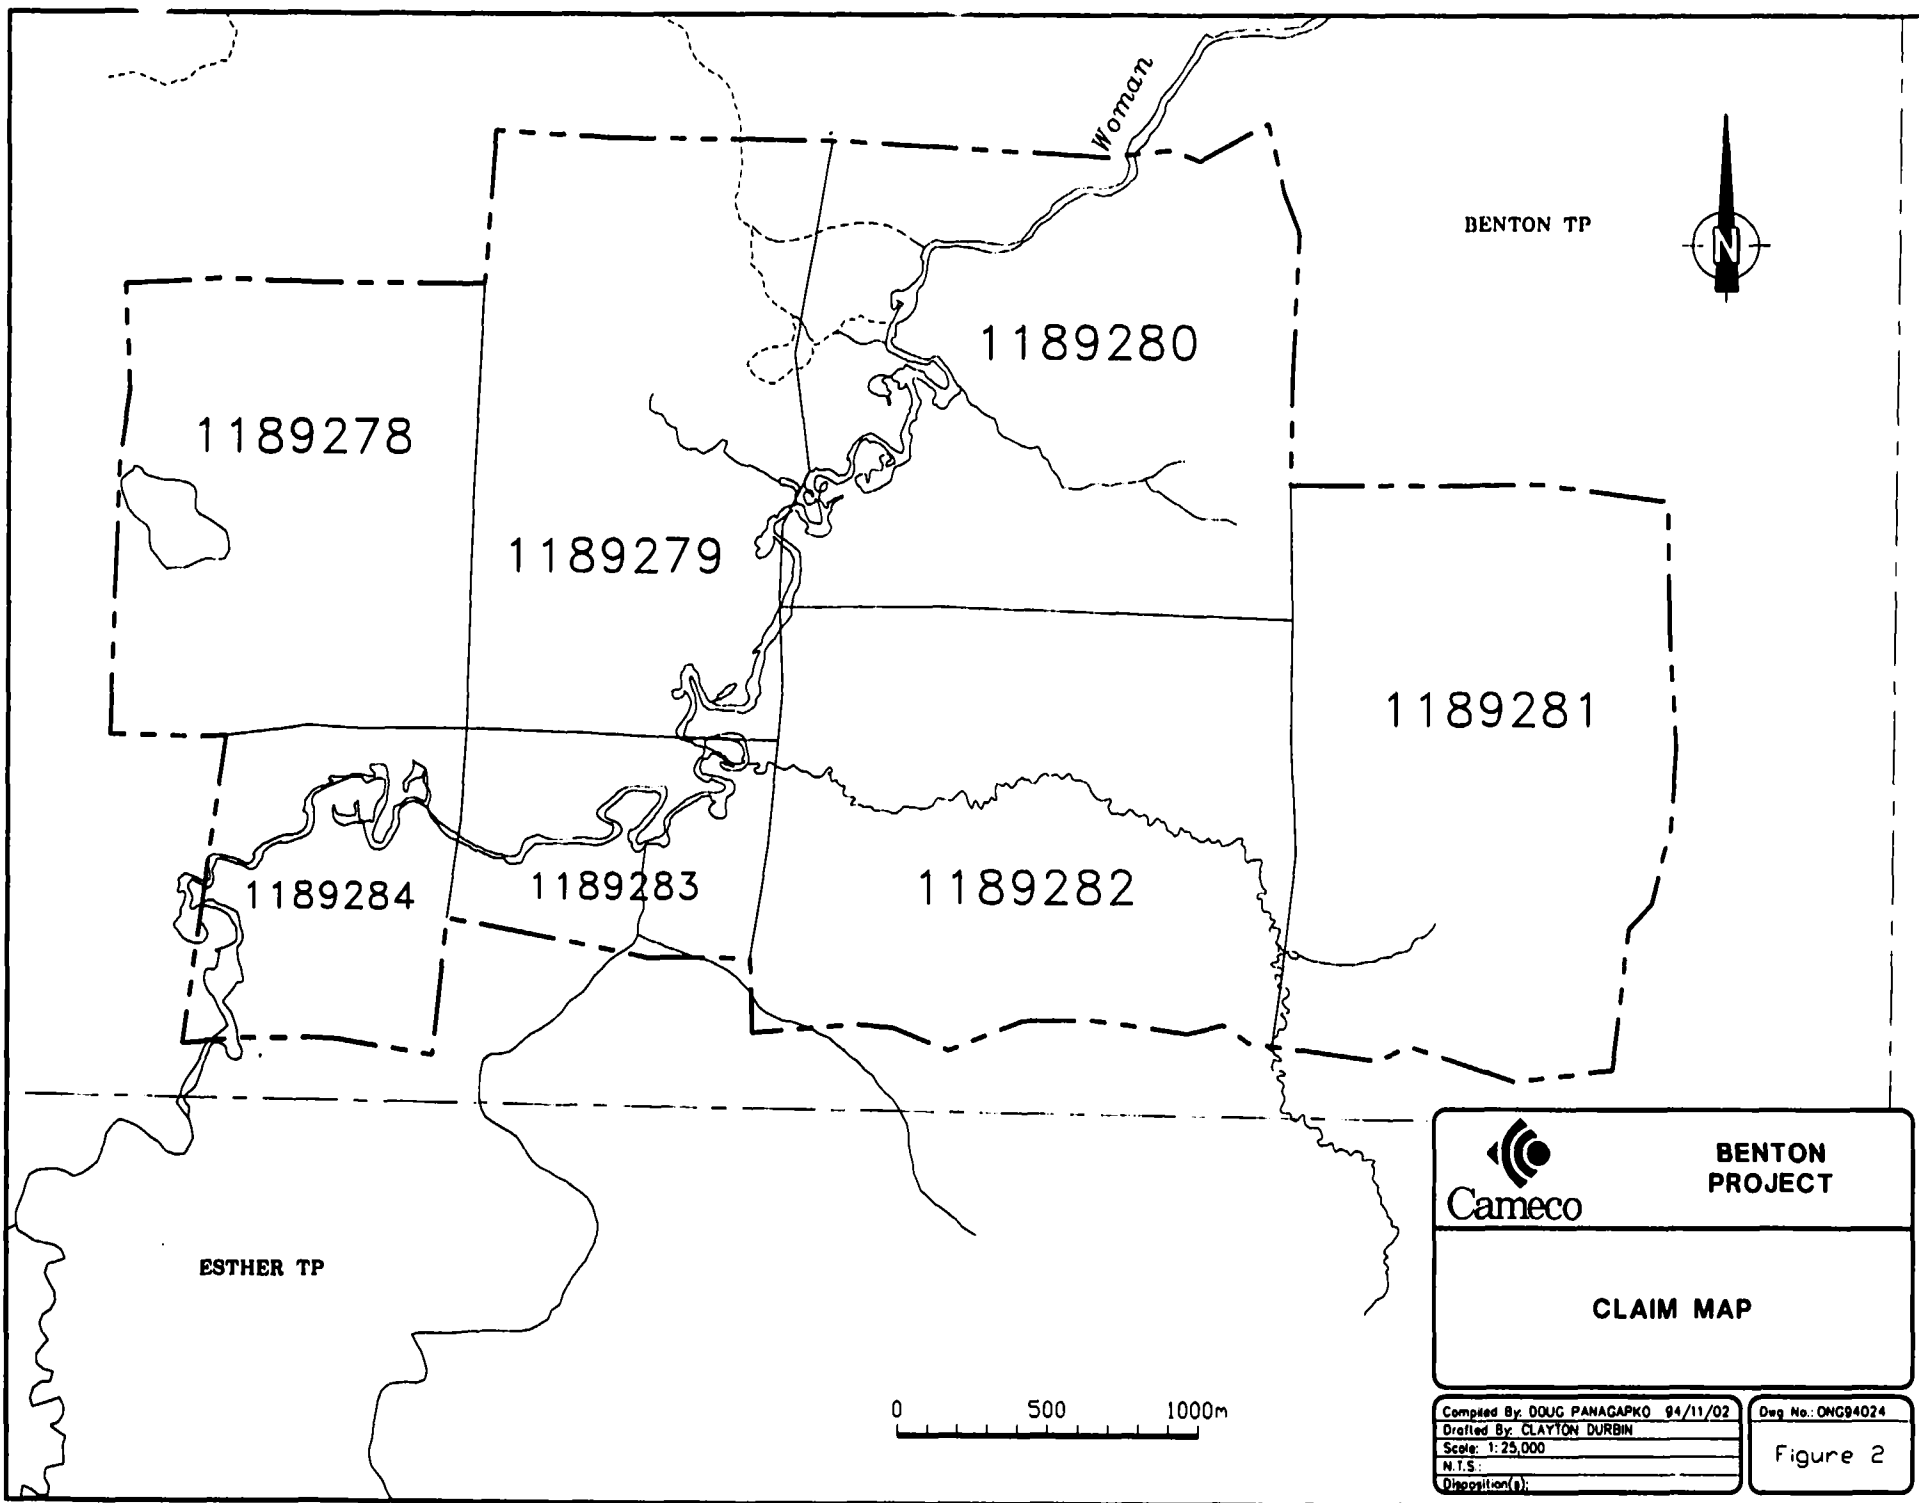 Woman
BENTON TP
N
1189280
1189278
1189279
1189281
1189284
1189283
1189282
ESTHER TP
0 500 1000m
Cameco
BENTON
PROJECT
CLAIM MAP
Compiled By: DOUG PANAGAPKO 94/11/02
Drafted By: CLAYTON DURBIN
Scale: 1:25,000
N.T.S.:
Disposition(s):
Dwg No.: ONG94024
Figure 2